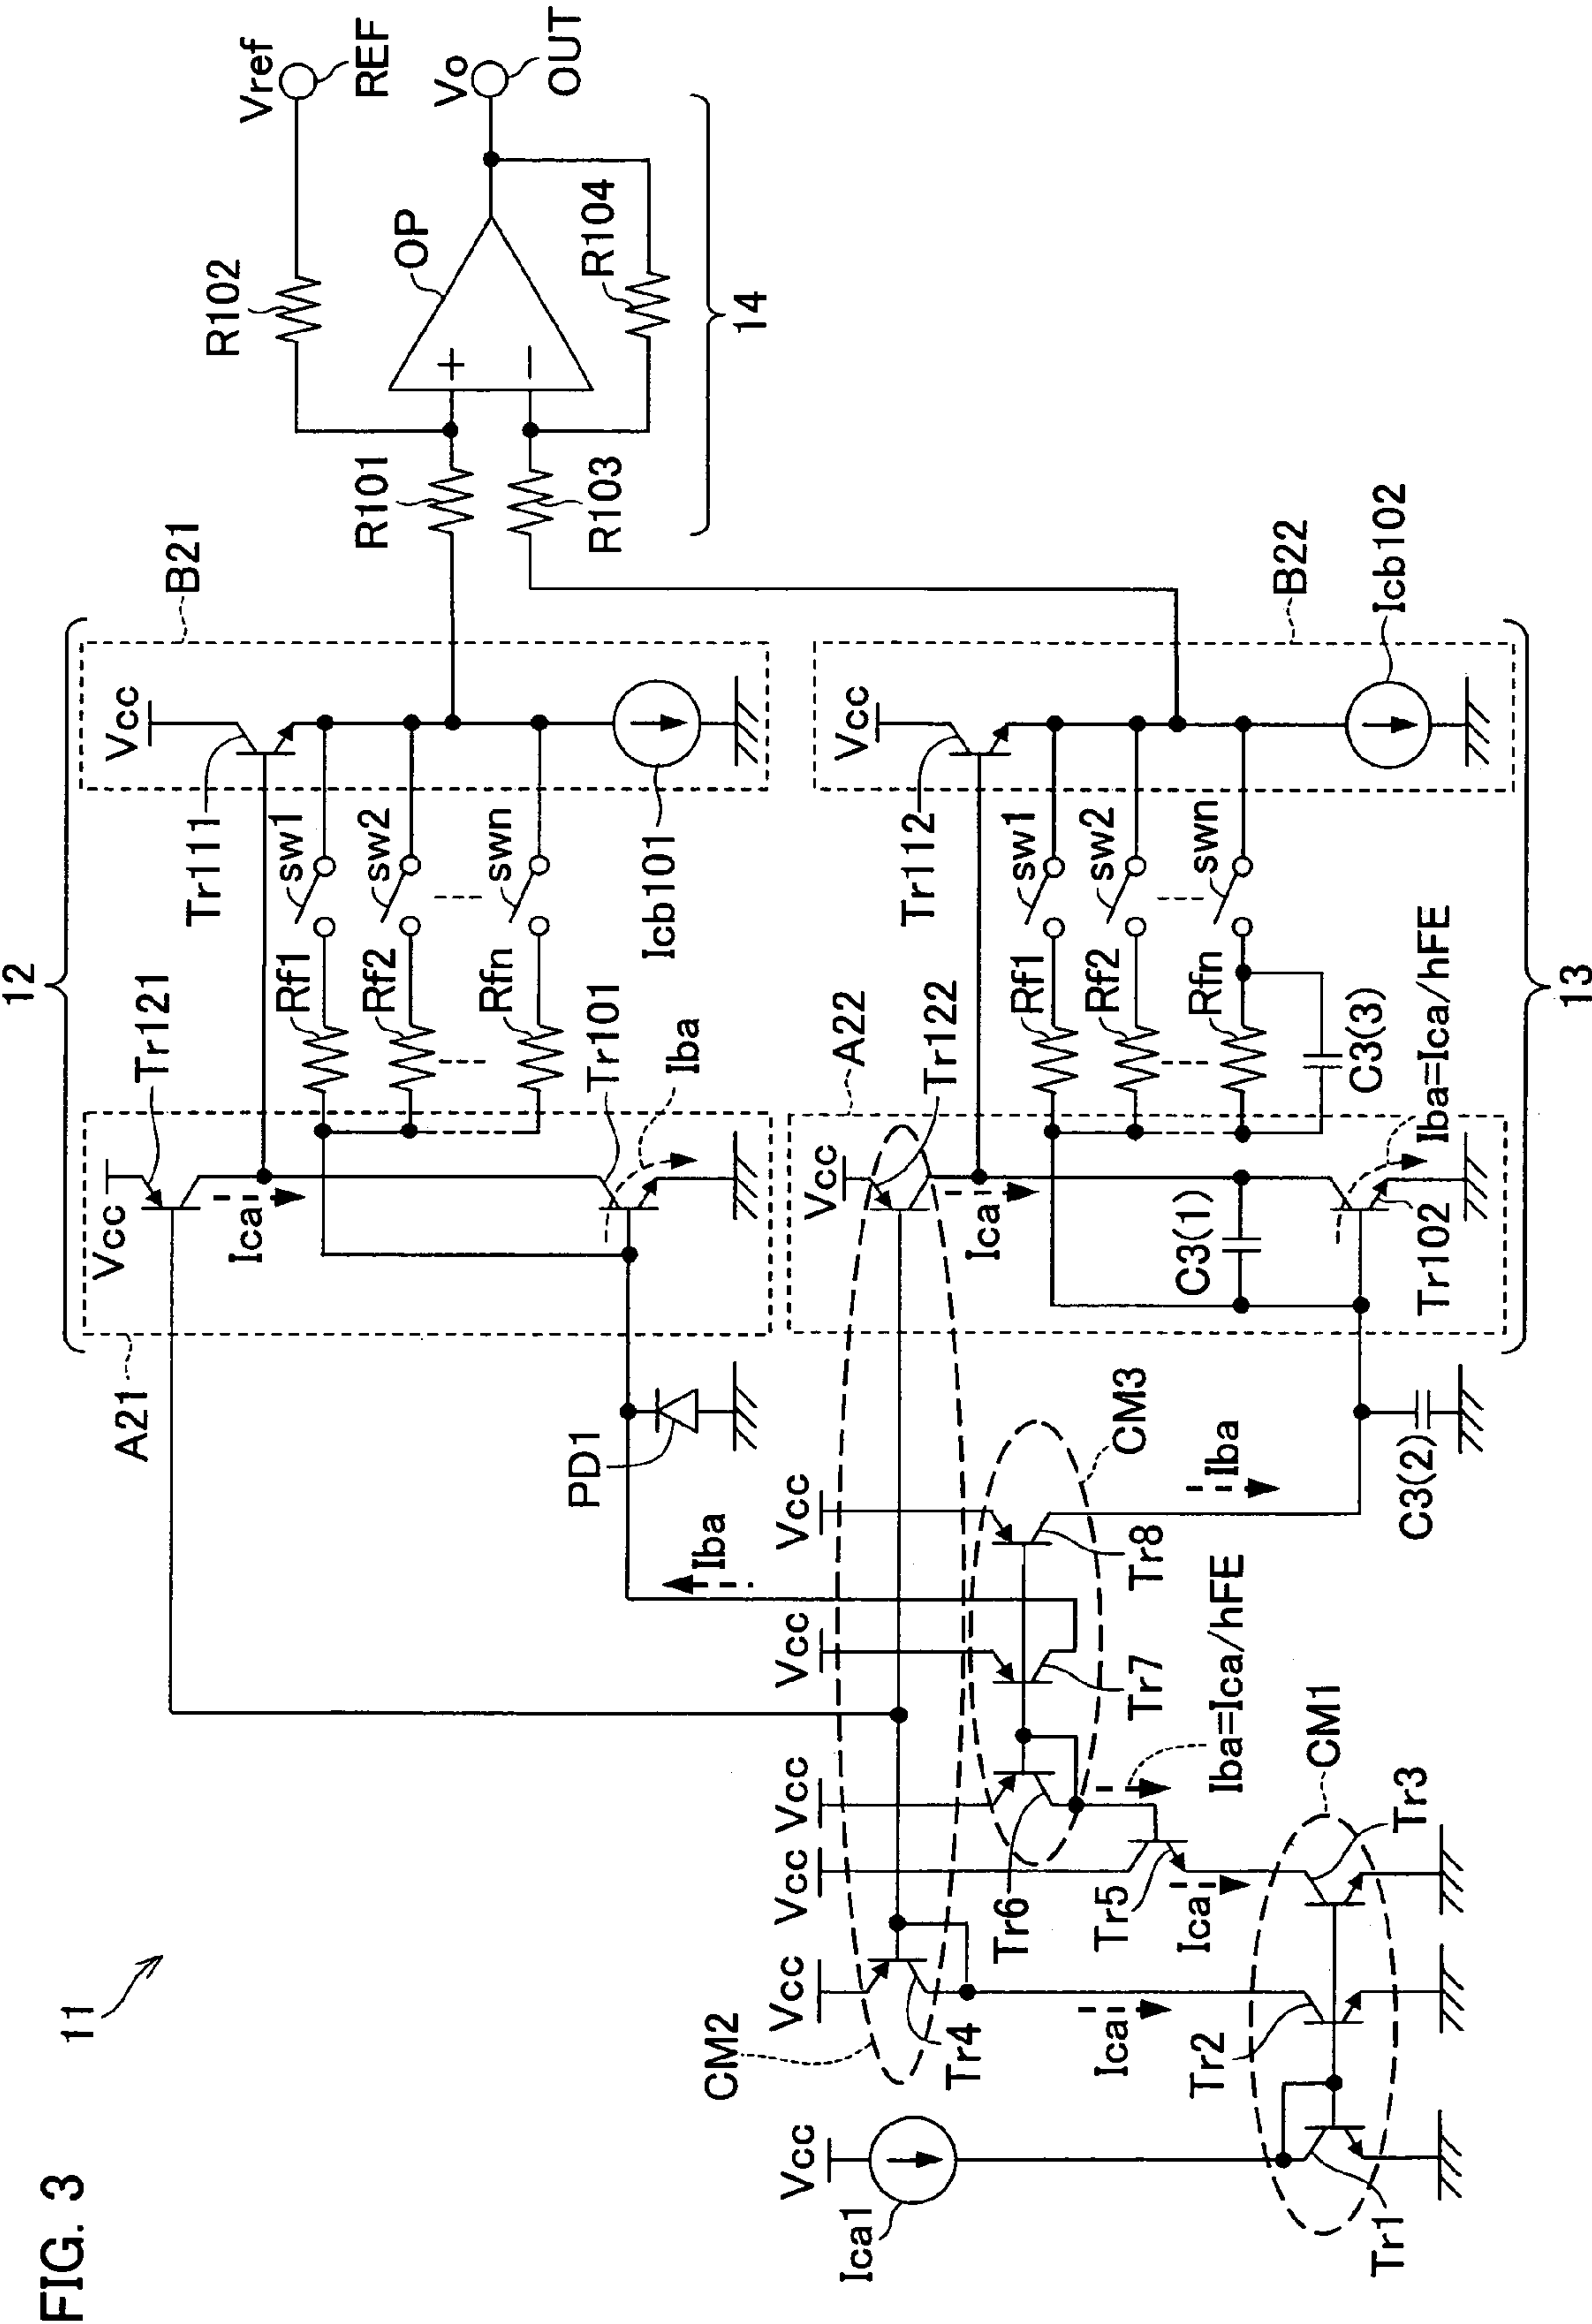 FIG. 3
11
12
Vref
REF
Vo
OUT
R102
OP
R104
14
R101
R103
B21
Vcc
Tr111
sw1
sw2
swn
Icb101
Rf1
Rf2
Rfn
Tr121
Vcc
Ica
Tr101
Iba
A21
PD1
Iba
B22
Icb102
Vcc
Tr112
sw1
sw2
swn
Rf1
Rf2
Rfn
C3(3)
Iba=Ica/hFE
13
A22
Tr122
Vcc
Ica
C3(1)
Tr102
C3(2)
CM3
Iba
Vcc
Tr8
Vcc
Tr7
Iba=Ica/hFE
Vcc
Tr6
Vcc
Tr5
Ica
CM1
Tr3
CM2
Vcc
Tr4
Ica
Tr2
Vcc
Ica1
Tr1